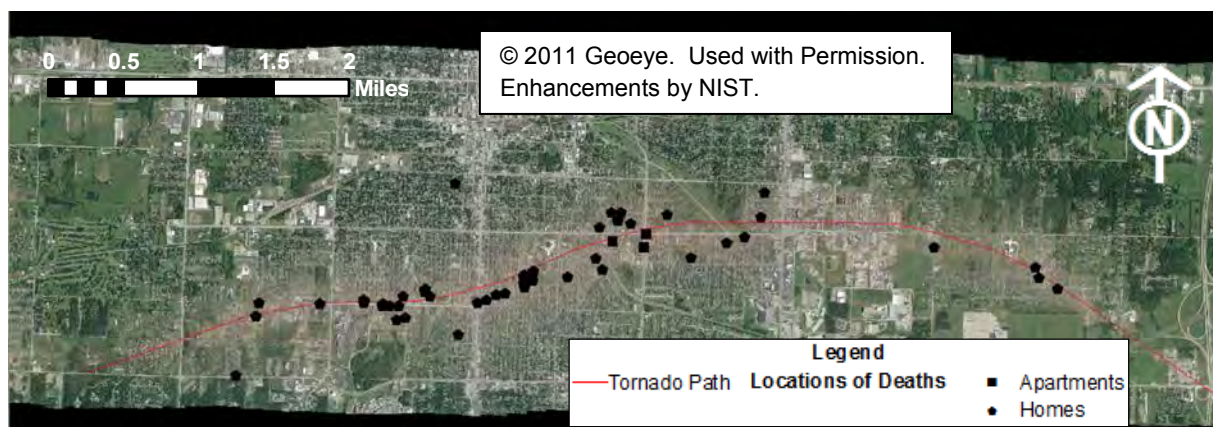 0 0.5 1 1.5 2
Miles
© 2011 Geoeye. Used with Permission.
Enhancements by NIST.
N
Legend
Tornado Path Locations of Deaths Apartments
Homes